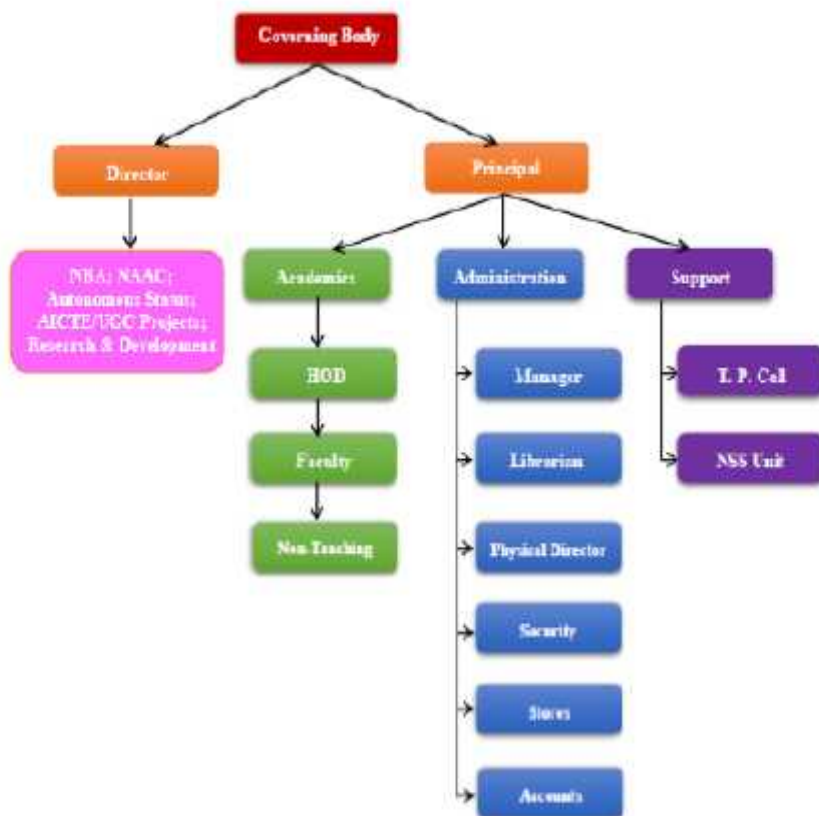 Governing Body
Director
Principal
NBA; NAAC;
Autonomous Status;
AICTE/UGC Projects;
Research & Development
Academics
Administration
Support
HOD
Manager
T. P. Cell
Faculty
Librarian
NSS Unit
Non-Teaching
Physical Director
Security
Stores
Accounts